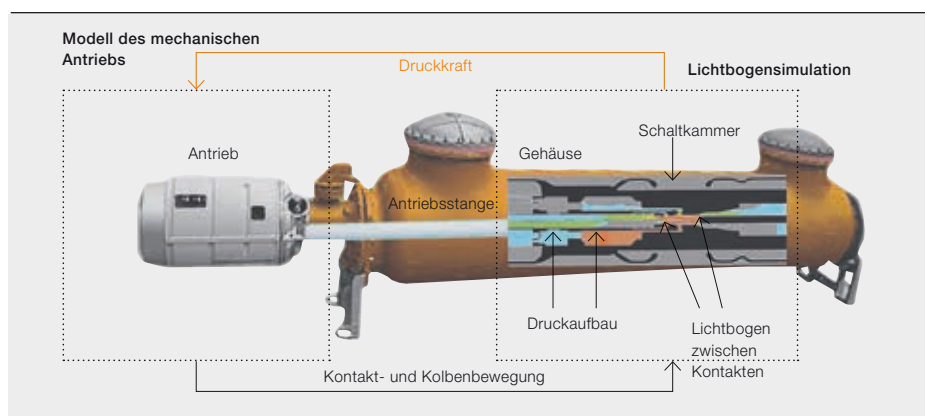 Modell des mechanischen
Antriebs
Druckkraft
Lichtbogensimulation
Schaltkammer
Antrieb
Gehäuse
Antriebsstange
Druckaufbau
Lichtbogen
zwischen
Kontakten
Kontakt- und Kolbenbewegung